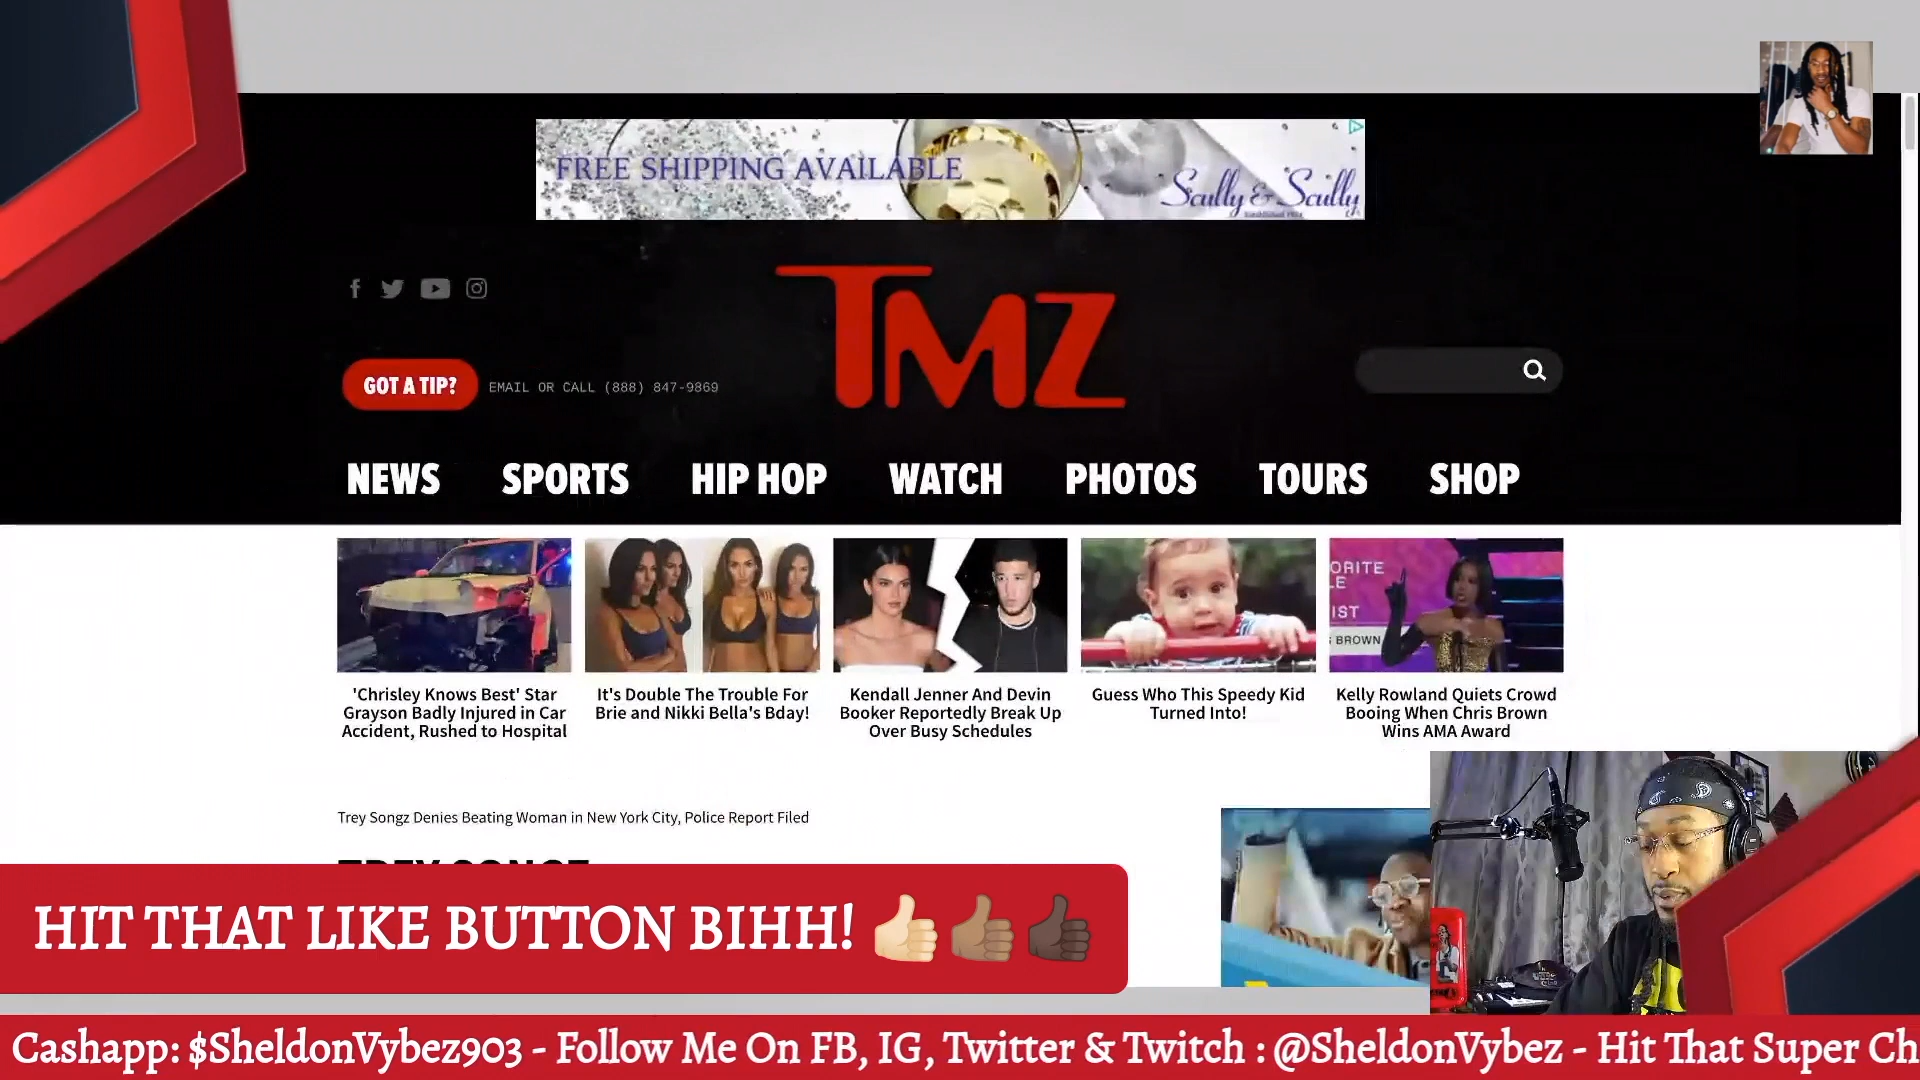 FREE SHIPPING AVAILABLE
Scully & Scully
TMZ
GOT A TIP?
EMAIL OR CALL (888) 847-9869
NEWS SPORTS HIP HOP WATCH PHOTOS TOURS SHOP
ORITE
LE
IST
BROWN
'Chrisley Knows Best' Star
Grayson Badly Injured in Car
Accident, Rushed to Hospital
It's Double The Trouble For
Brie and Nikki Bella's Bday!
Kendall Jenner And Devin
Booker Reportedly Break Up
Over Busy Schedules
Guess Who This Speedy Kid
Turned Into!
Kelly Rowland Quiets Crowd
Booing When Chris Brown
Wins AMA Award
Trey Songz Denies Beating Woman in New York City, Police Report Filed
HIT THAT LIKE BUTTON BIHH! 👍🏻👍🏽👍🏿
Cashapp: $SheldonVybez903 - Follow Me On FB, IG, Twitter & Twitch : @SheldonVybez - Hit That Super Ch